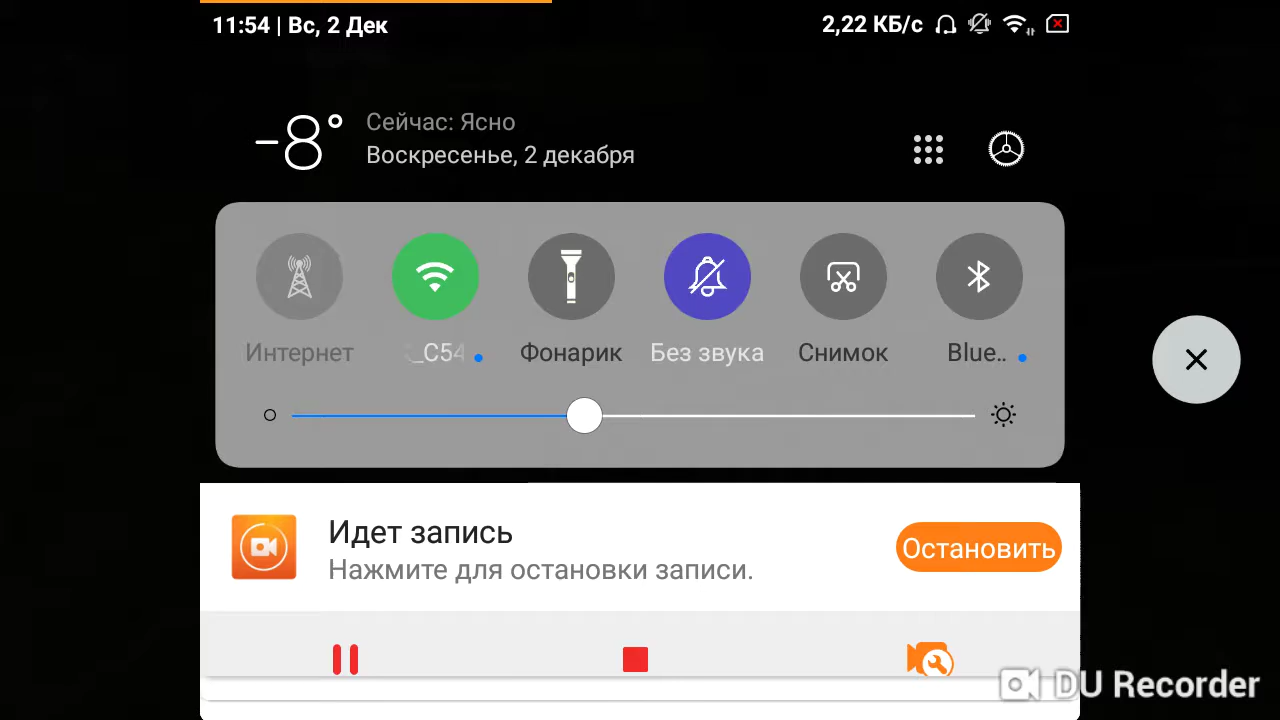 11:54 | Вс, 2 Дек
2,22 КБ/с
-8°
Сейчас: Ясно
Воскресенье, 2 декабря
Интернет
_C54
Фонарик
Без звука
Снимок
Blue..
Идет запись
Остановить
Нажмите для остановки записи.
DU Recorder